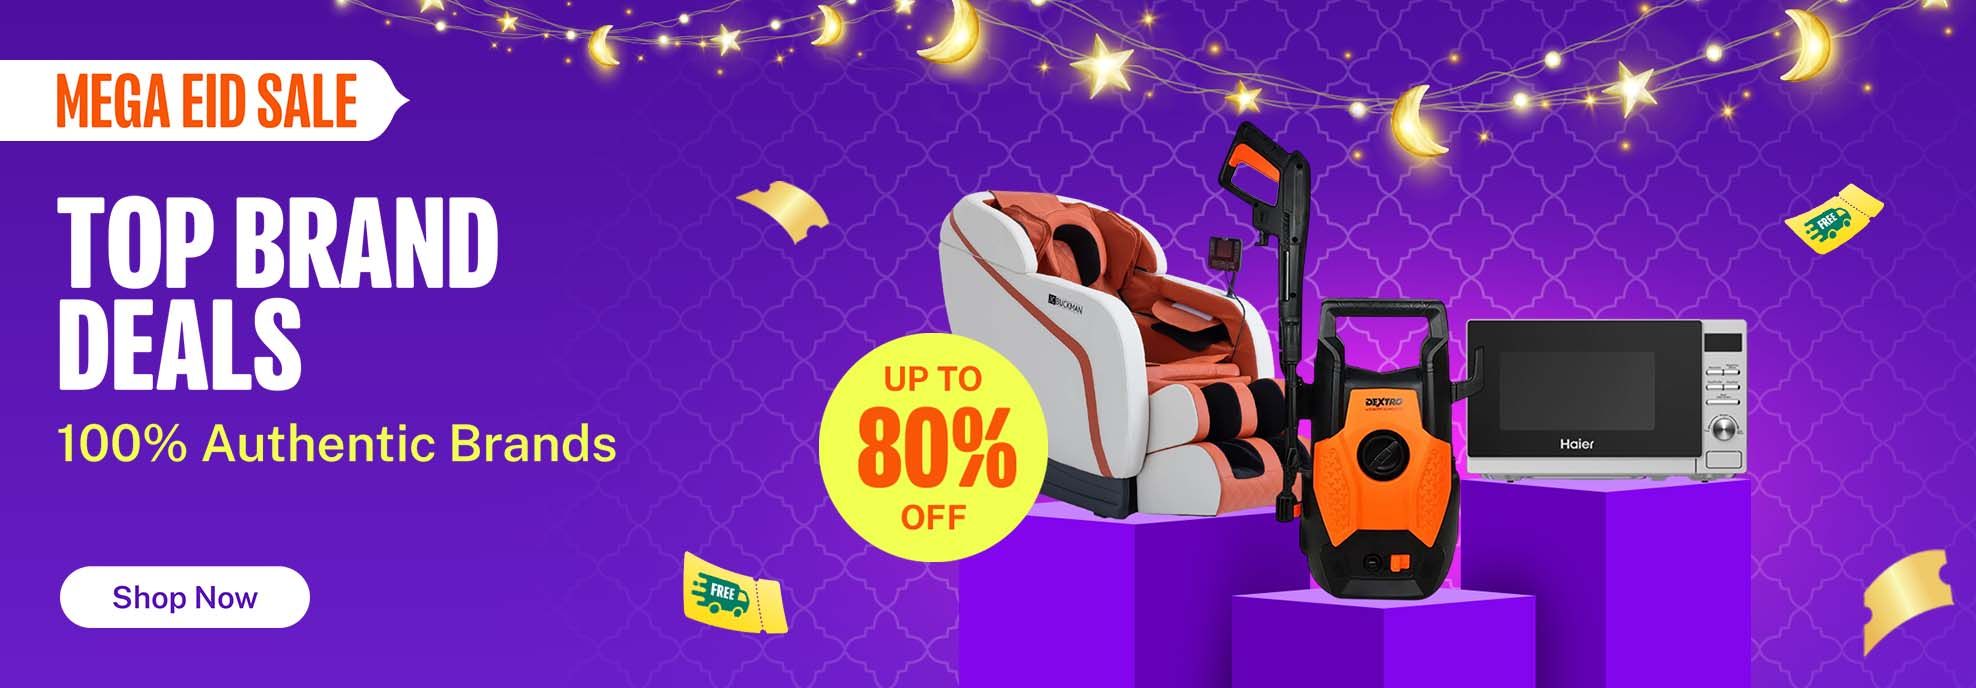 MEGA EID SALE
TOP BRAND
DEALS
100% Authentic Brands
Shop Now
UP TO
80%
OFF
BUCKMAN
DEXTRO
Haier
FREE
FREE